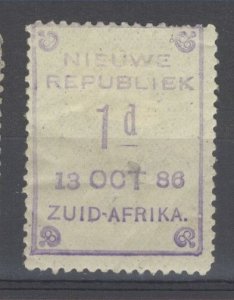 NIEUWE
REPUBLIEK
1d
13 OCT 86
ZUID-AFRIKA.